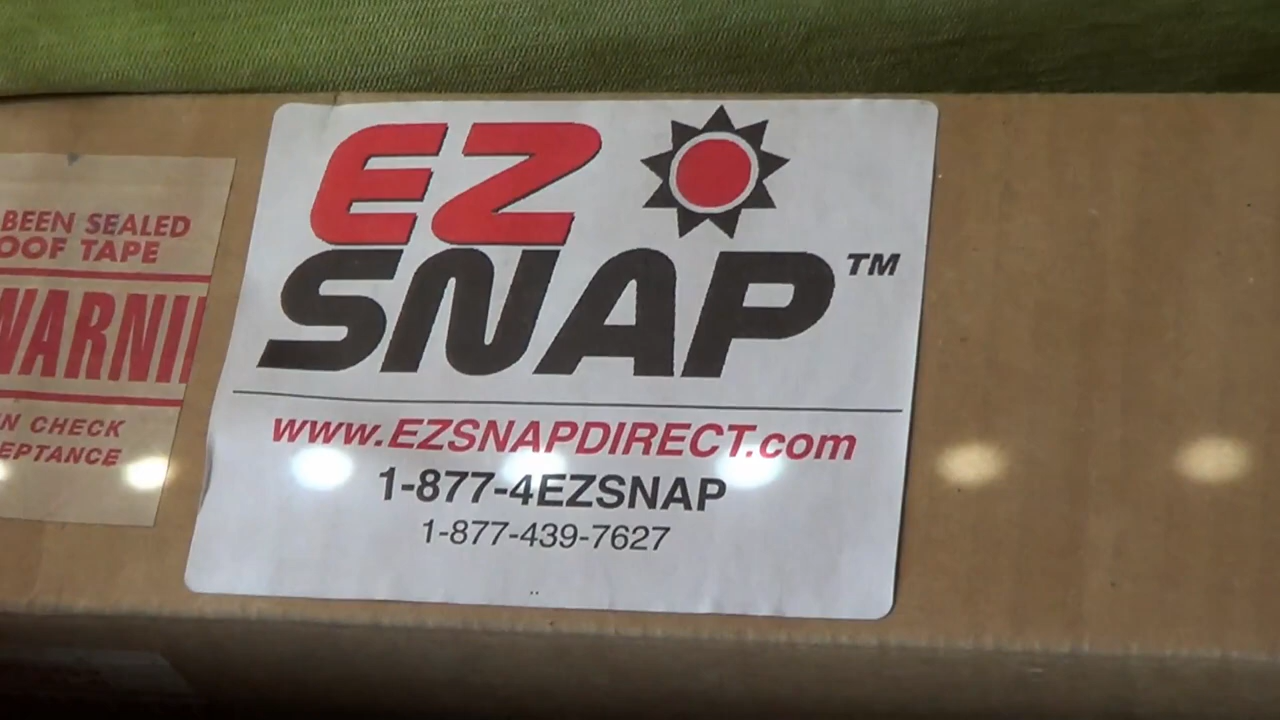 BEEN SEALED
OOF TAPE
WARNI
N CHECK
EPTANCE
EZ
SNAP™
www.EZSNAPDIRECT.com
1-877-4EZSNAP
1-877-439-7627